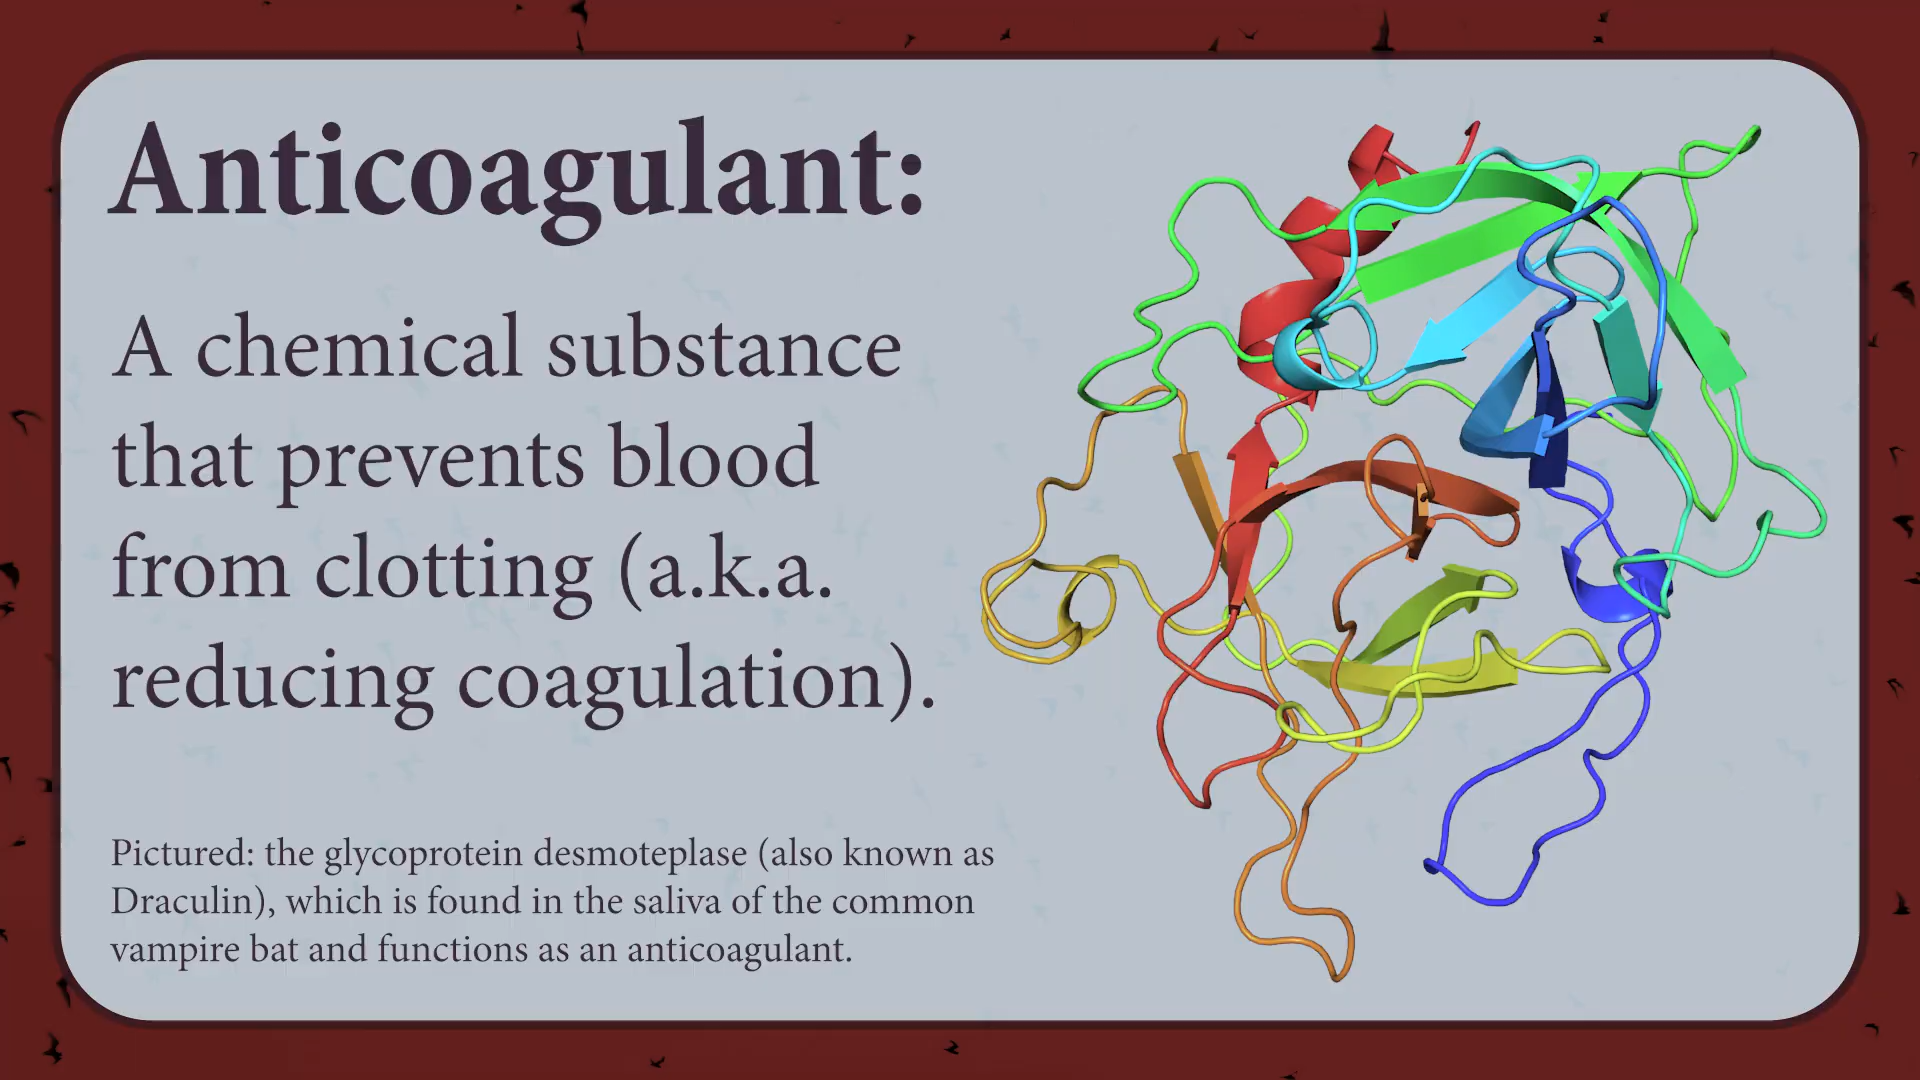 Anticoagulant:
A chemical substance
that prevents blood
from clotting (a.k.a.
reducing coagulation).
Pictured: the glycoprotein desmoteplase (also known as
Draculin), which is found in the saliva of the common
vampire bat and functions as an anticoagulant.